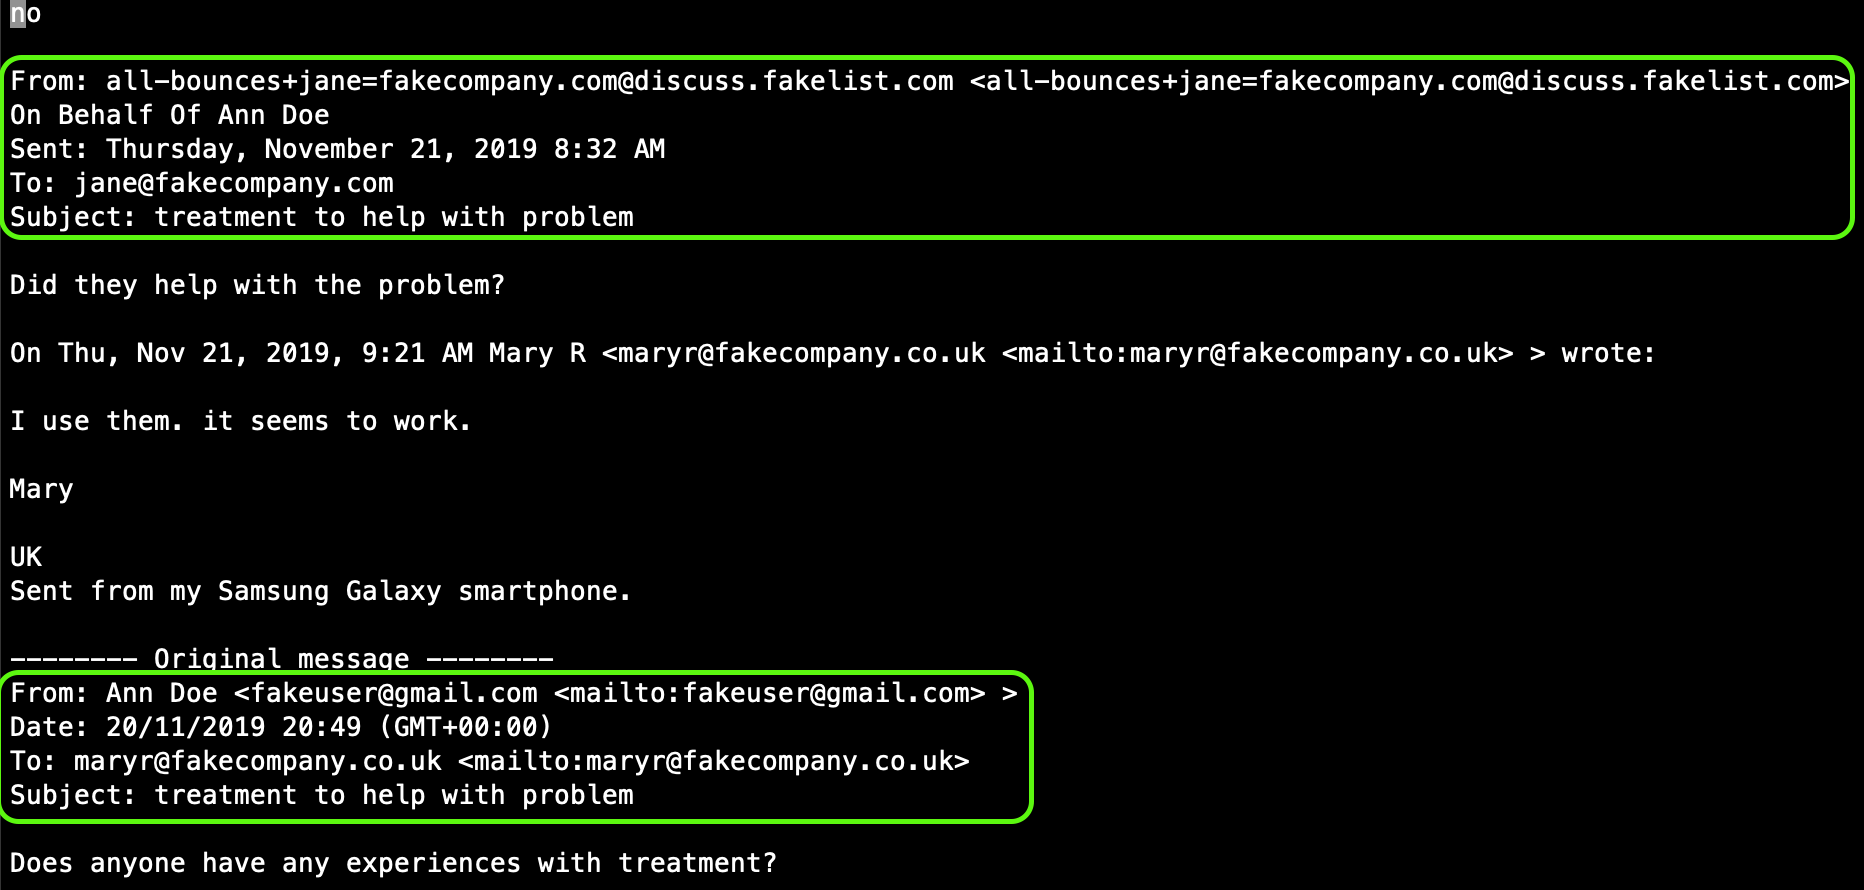 no
From: all-bounces+jane=fakecompany.com@discuss.fakelist.com <all-bounces+jane=fakecompany.com@discuss.fakelist.com>
On Behalf Of Ann Doe
Sent: Thursday, November 21, 2019 8:32 AM
To: jane@fakecompany.com
Subject: treatment to help with problem
Did they help with the problem?
On Thu, Nov 21, 2019, 9:21 AM Mary R <maryr@fakecompany.co.uk <mailto:maryr@fakecompany.co.uk> > wrote:
I use them. it seems to work.
Mary
UK
Sent from my Samsung Galaxy smartphone.
-------- Original message --------
From: Ann Doe <fakeuser@gmail.com <mailto:fakeuser@gmail.com> >
Date: 20/11/2019 20:49 (GMT+00:00)
To: maryr@fakecompany.co.uk <mailto:maryr@fakecompany.co.uk>
Subject: treatment to help with problem
Does anyone have any experiences with treatment?